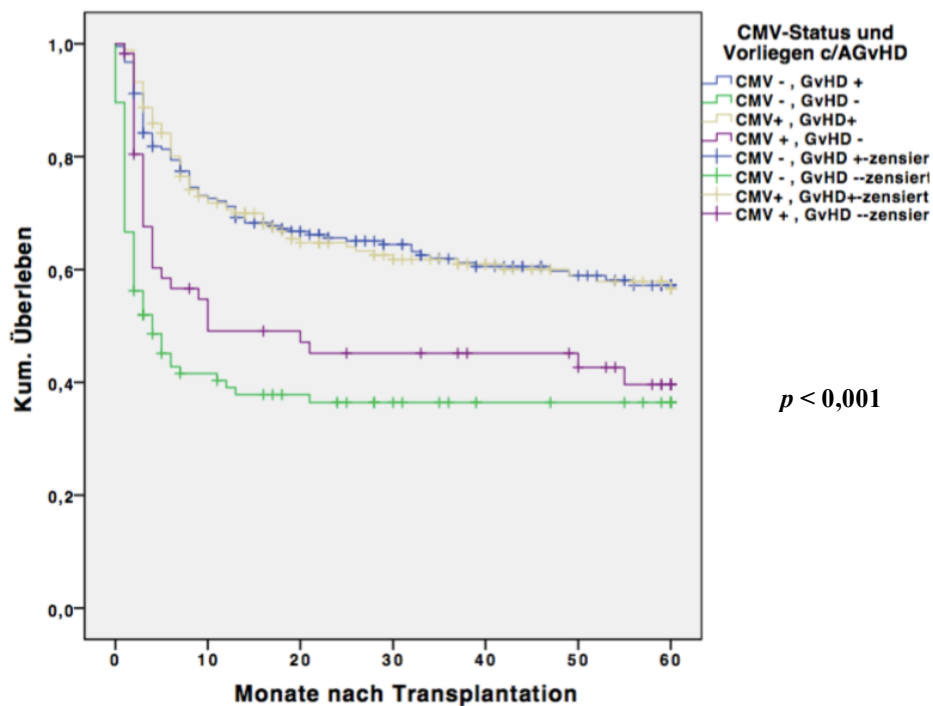 CMV-Status und
Vorliegen c/AGvHD
CMV - , GvHD +
CMV - , GvHD -
CMV+ , GvHD+
CMV + , GvHD -
CMV - , GvHD +-zensier
CMV - , GvHD --zensiert
CMV+ , GvHD+-zensiert
CMV + , GvHD --zensier
p < 0,001
Kum. Überleben
1,0
0,8
0,6
0,4
0,2
0,0
0 10 20 30 40 50 60
Monate nach Transplantation